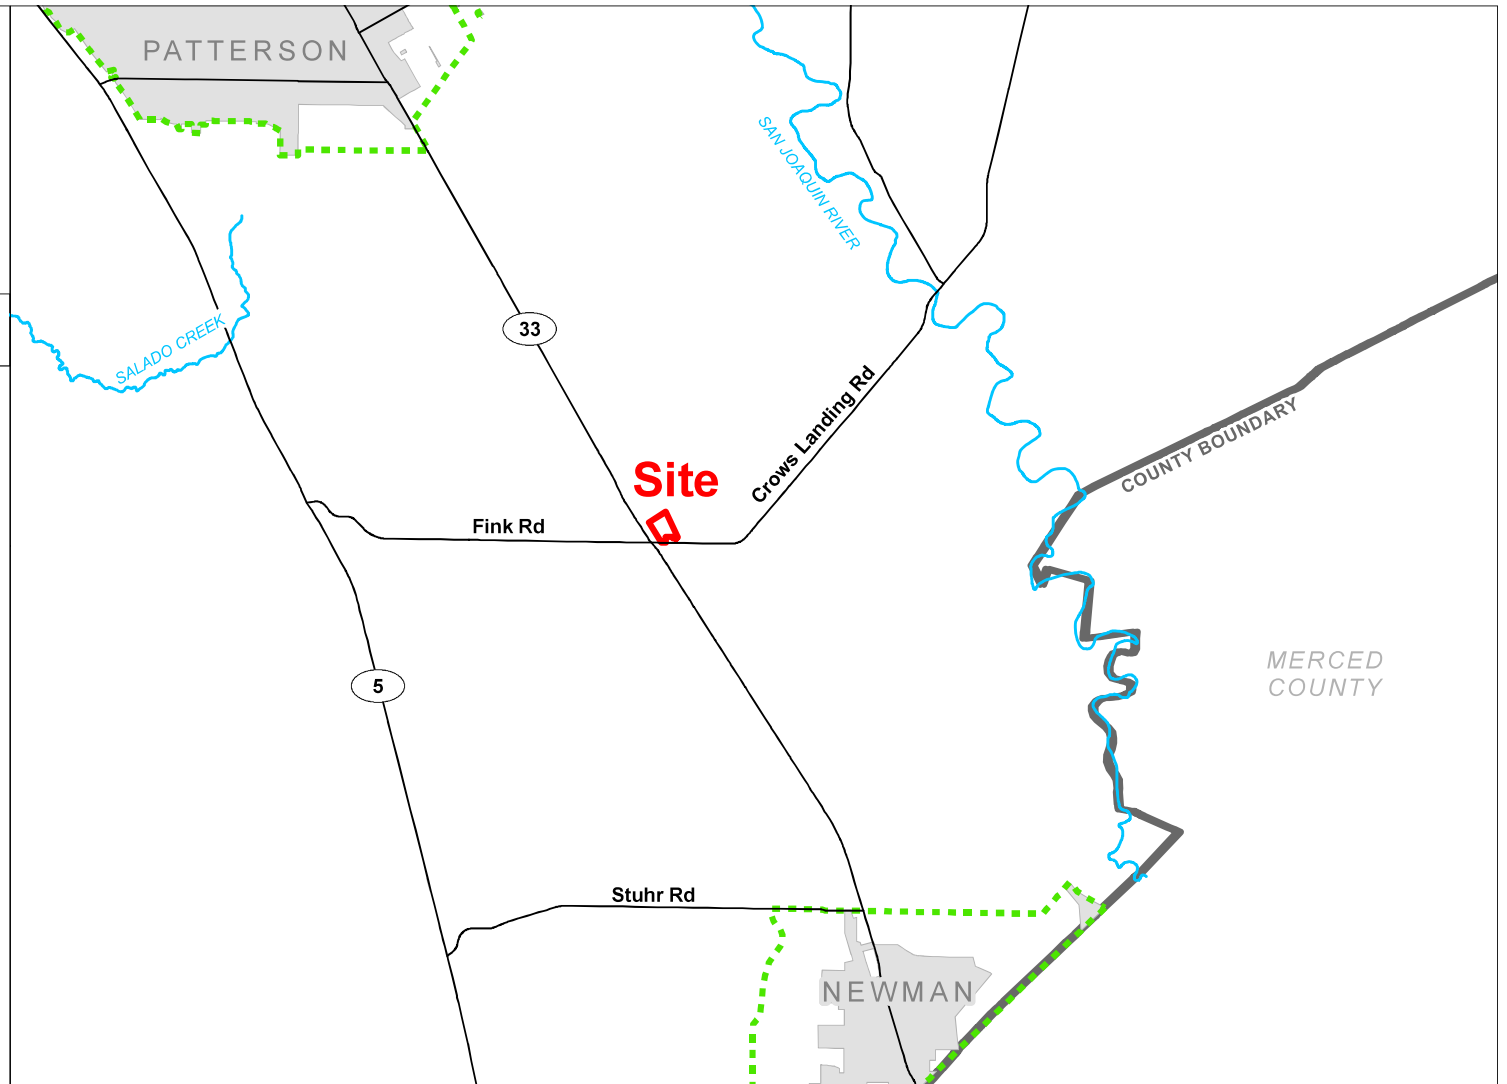 PATTERSON
SAN JOAQUIN RIVER
33
SALADO CREEK
Crows Landing Rd
COUNTY BOUNDARY
Site
Fink Rd
MERCED
COUNTY
5
Stuhr Rd
NEWMAN